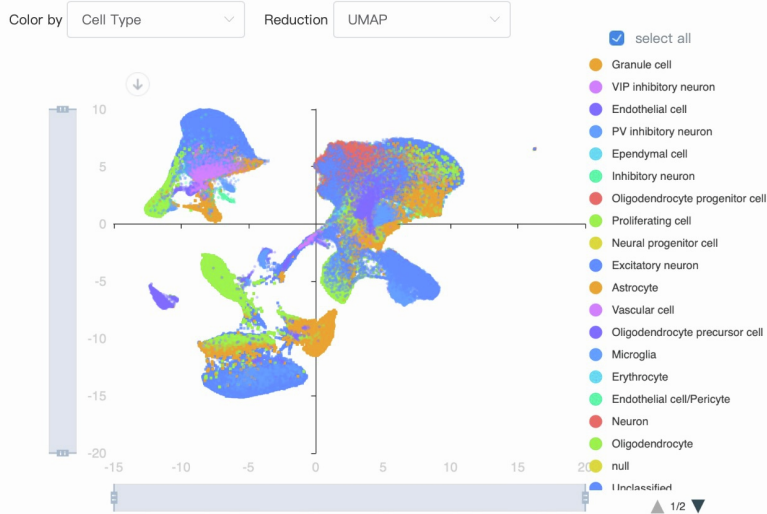 Color by Cell Type Reduction UMAP
select all
Granule cell
VIP inhibitory neuron
Endothelial cell
PV inhibitory neuron
Ependymal cell
Inhibitory neuron
Oligodendrocyte progenitor cell
Proliferating cell
Neural progenitor cell
Excitatory neuron
Astrocyte
Vascular cell
Oligodendrocyte precursor cell
Microglia
Erythrocyte
Endothelial cell/Pericyte
Neuron
Oligodendrocyte
null
Unclassified
1/2
10
5
0
-5
-10
-15
-20
-15 -10 -5 0 5 10 15 20